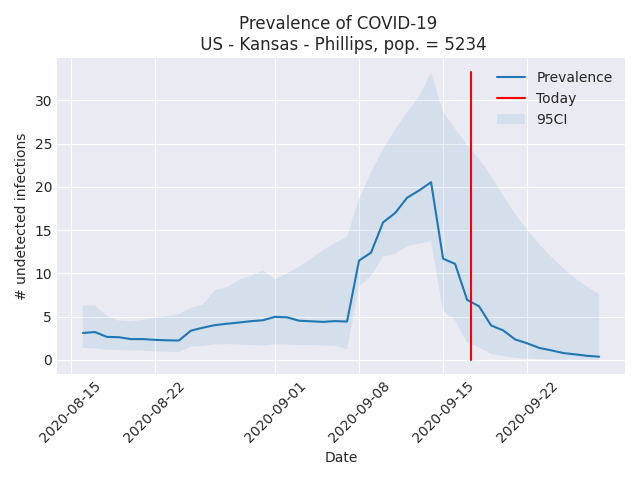 Prevalence of COVID-19
US - Kansas - Phillips, pop. = 5234
# undetected infections
30
25
20
15
10
5
0
Prevalence
Today
95CI
2020-08-15
2020-08-22
2020-09-01
2020-09-08
2020-09-15
2020-09-22
Date